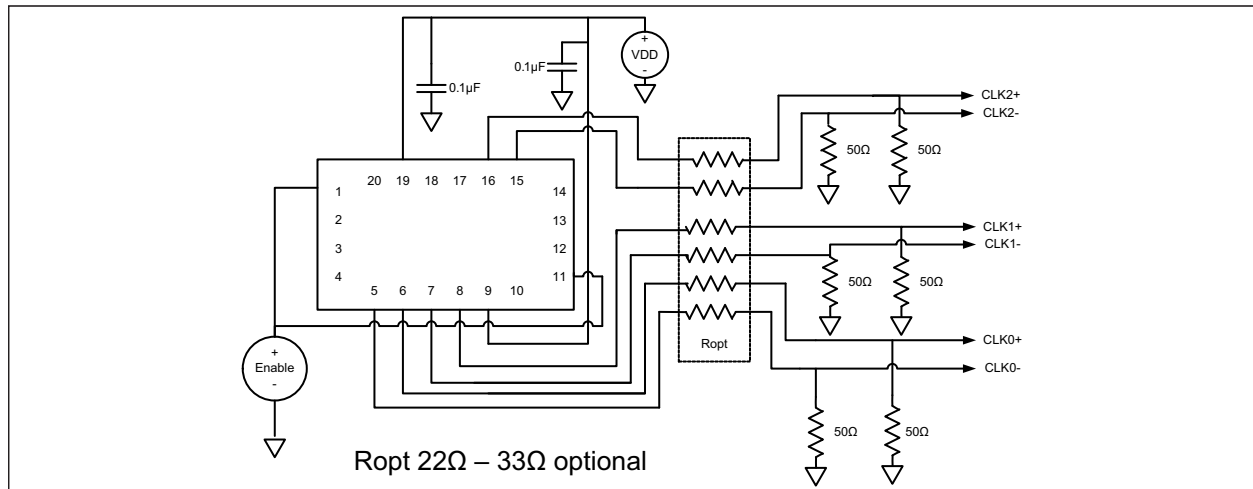 +
VDD
-
0.1µF
0.1µF
CLK2+
CLK2-
50Ω
50Ω
20 19 18 17 16 15
1
2
3
4
14
13
12
11
5 6 7 8 9 10
CLK1+
CLK1-
50Ω
50Ω
Ropt
+
Enable
-
CLK0+
CLK0-
50Ω
50Ω
Ropt 22Ω – 33Ω optional